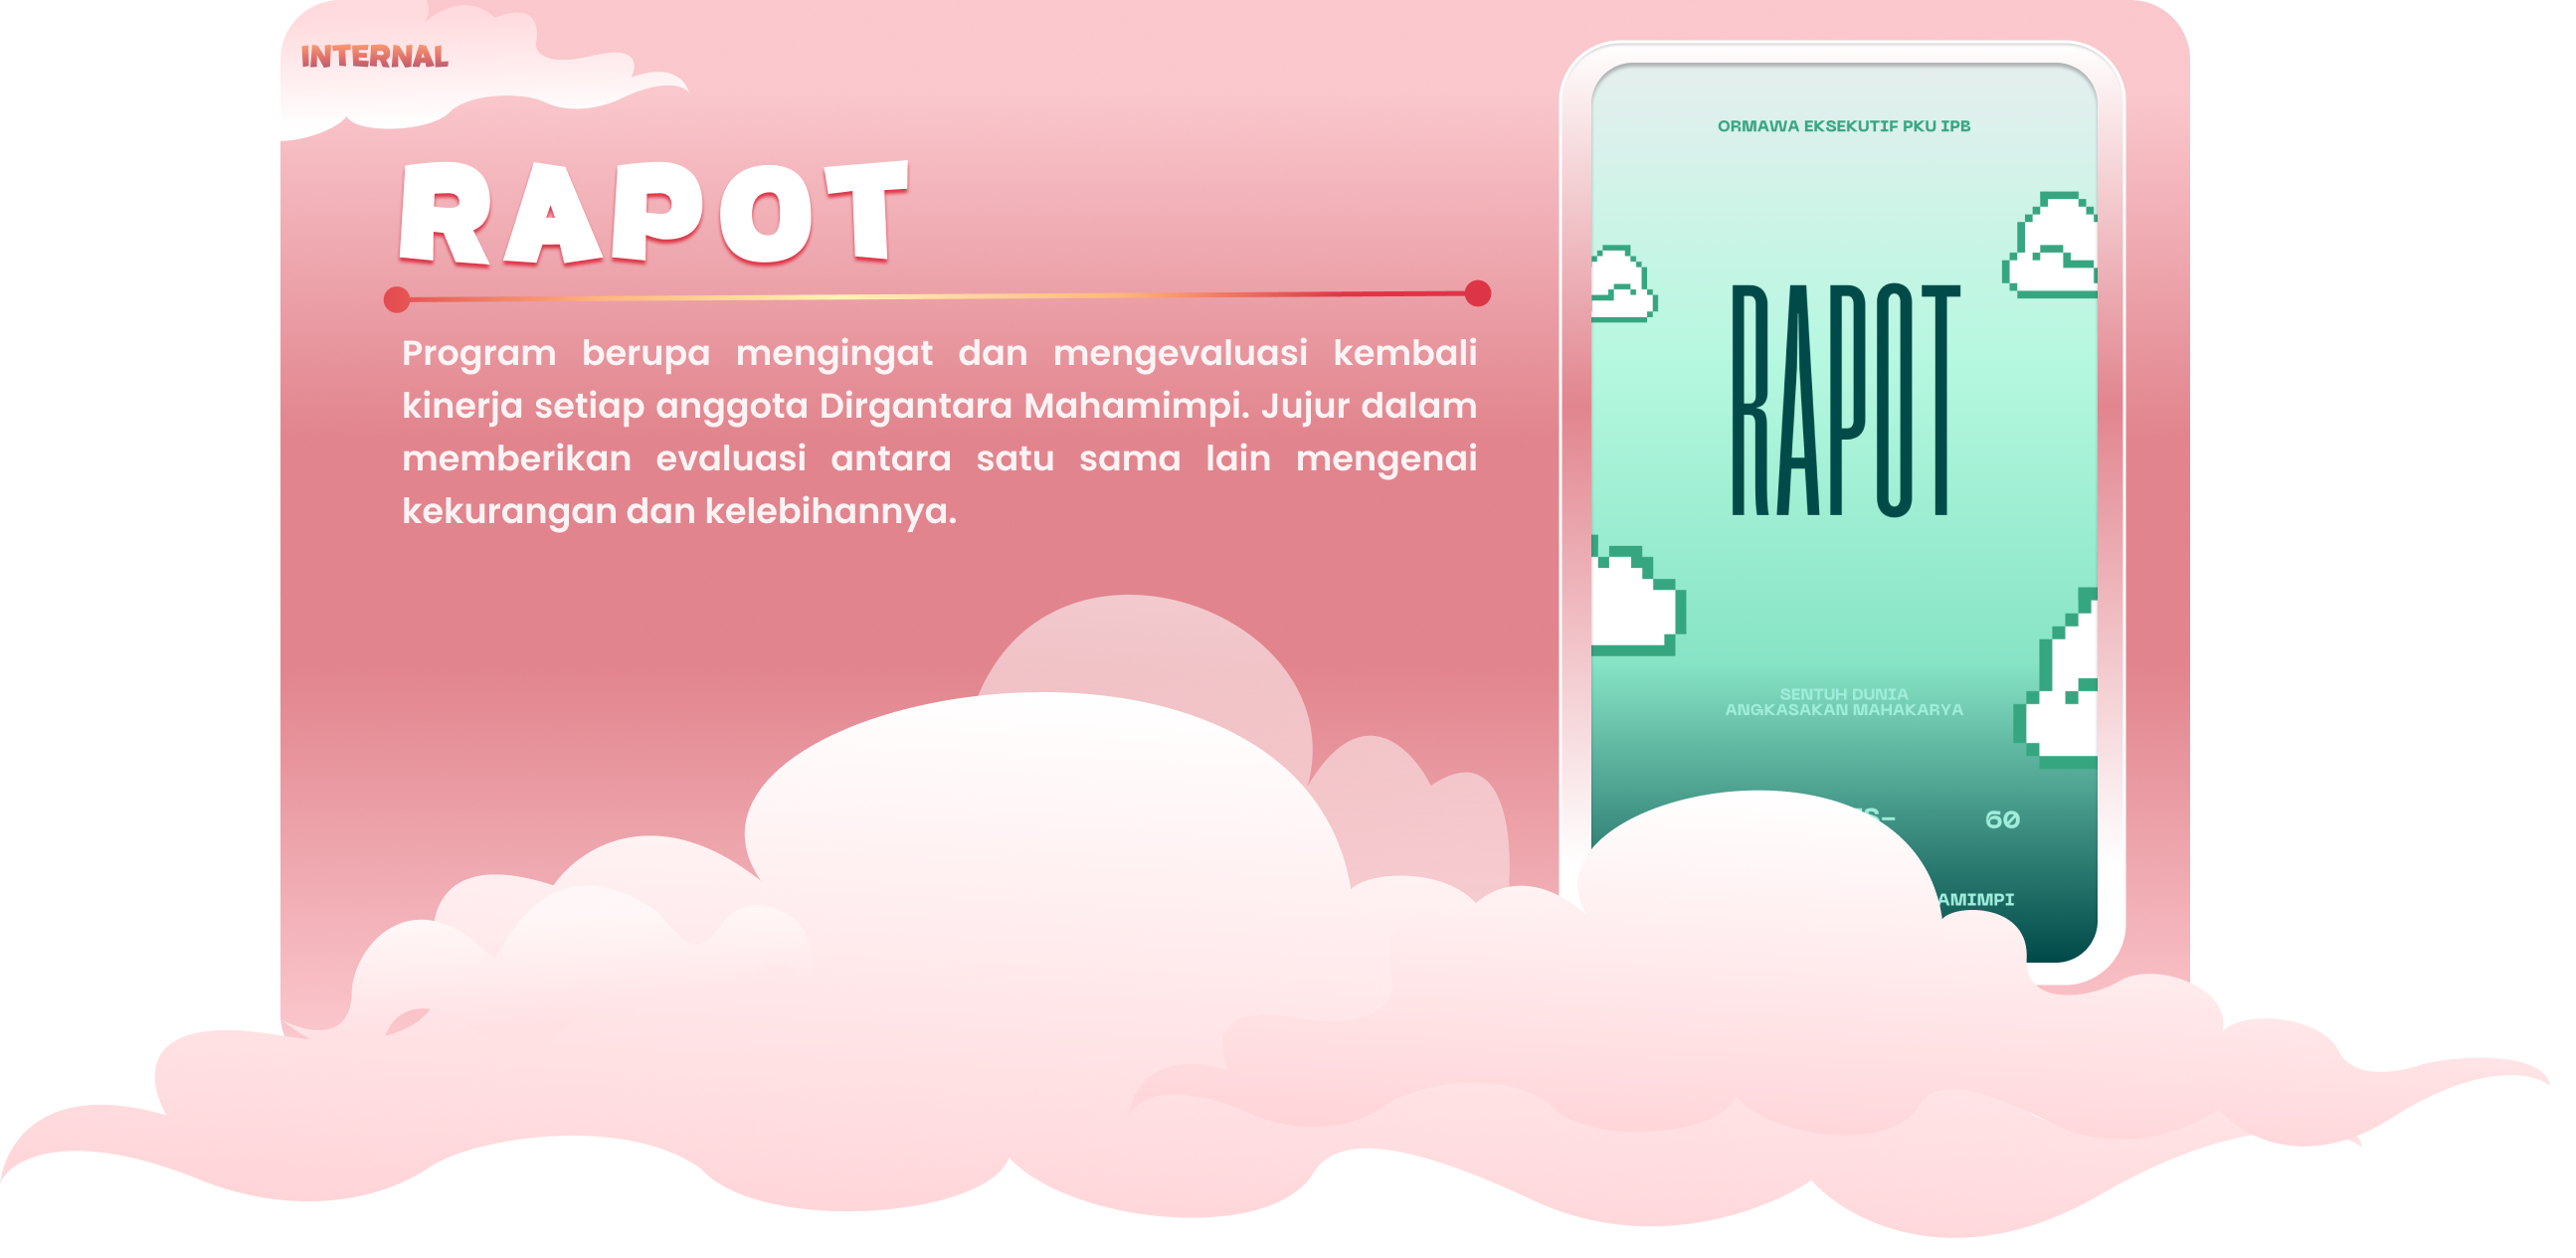 INTERNAL
RAPOT
Program berupa mengingat dan mengevaluasi kembali
kinerja setiap anggota Dirgantara Mahamimpi. Jujur dalam
memberikan evaluasi antara satu sama lain mengenai
kekurangan dan kelebihannya.
ORMAWA EKSEKUTIF PKU IPB
RAPOT
SENTUH DUNIA
ANGKASAKAN MAHAKARYA
60